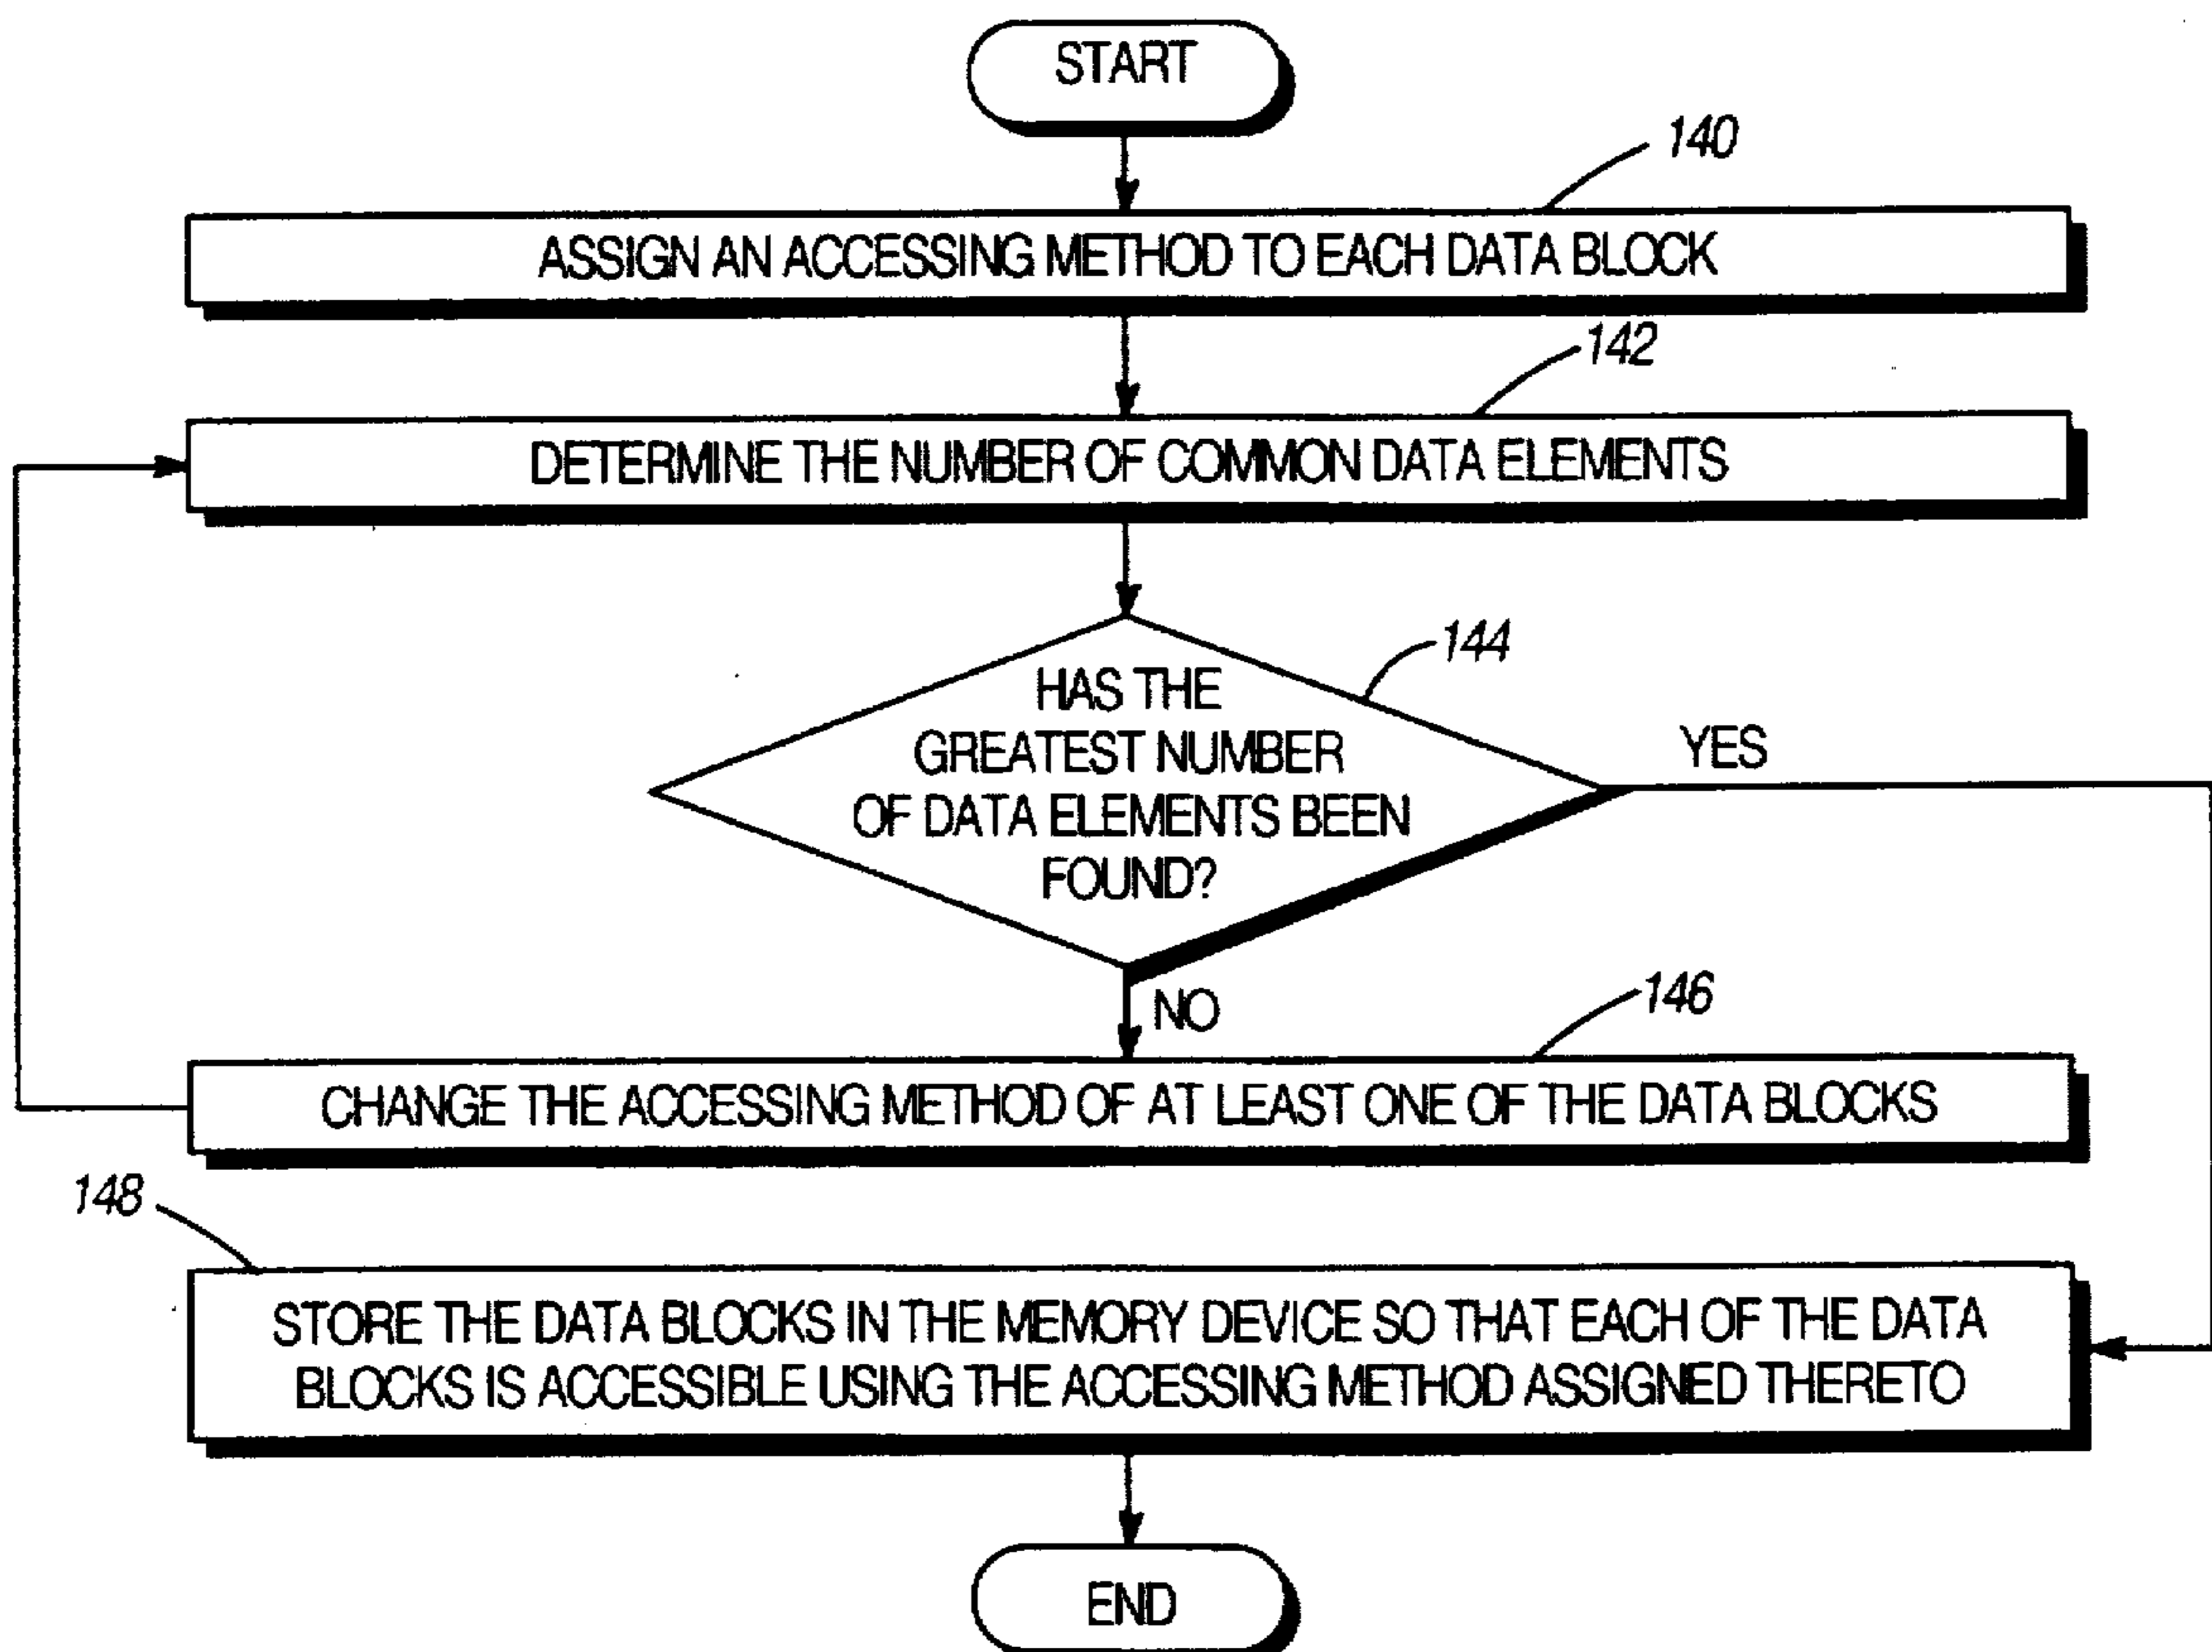 START
140
ASSIGN AN ACCESSING METHOD TO EACH DATA BLOCK
142
DETERMINE THE NUMBER OF COMMON DATA ELEMENTS
144
HAS THE
GREATEST NUMBER
OF DATA ELEMENTS BEEN
FOUND?
YES
NO
146
CHANGE THE ACCESSING METHOD OF AT LEAST ONE OF THE DATA BLOCKS
148
STORE THE DATA BLOCKS IN THE MEMORY DEVICE SO THAT EACH OF THE DATA
BLOCKS IS ACCESSIBLE USING THE ACCESSING METHOD ASSIGNED THERETO
END